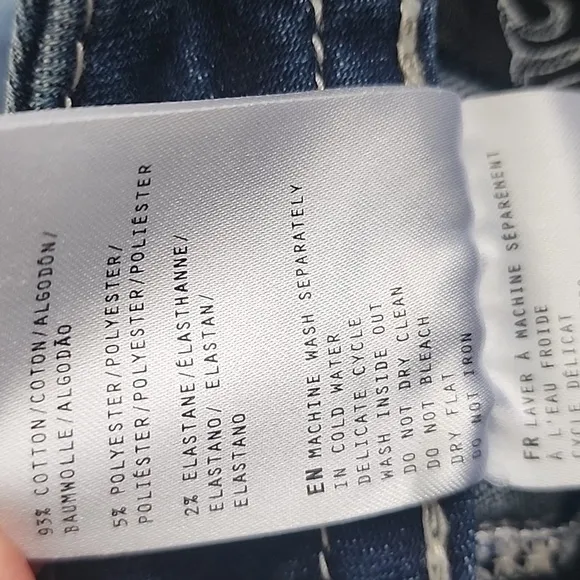 93% COTTON/COTON/ALGODÓN/
BAUMWOLLE/ALGODÃO
5% POLYESTER/POLYESTER/
POLIÉSTER/POLYESTER/POLIÉSTER
2% ELASTANE/ÉLASTHANNE/
ELASTANO/ ELASTAN/
ELASTANO
EN MACHINE WASH SEPARATELY
IN COLD WATER
DELICATE CYCLE
WASH INSIDE OUT
DO NOT DRY CLEAN
DO NOT BLEACH
DRY FLAT
DO NOT IRON
FR LAVER À MACHINE SÉPARÉMENT
À L'EAU FROIDE
CYCLE DÉLICAT